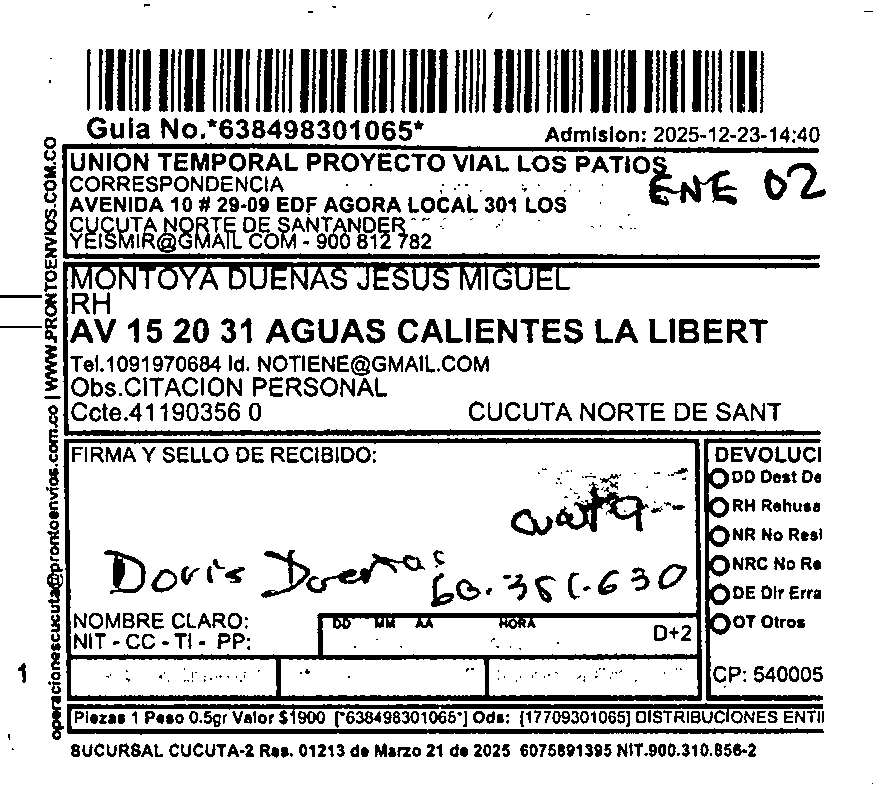 Guia No.*638498301065*
Admision: 2025-12-23-14:40
UNION TEMPORAL PROYECTO VIAL LOS PATIOS
CORRESPONDENCIA
ENE 02
AVENIDA 10 # 29-09 EDF AGORA LOCAL 301 LOS
CUCUTA NORTE DE SANTANDER
YEISMIR@GMAIL COM - 900 812 782
MONTOYA DUENAS JESUS MIGUEL
RH
AV 15 20 31 AGUAS CALIENTES LA LIBERT
Tel.1091970684 Id. NOTIENE@GMAIL.COM
Obs.CITACION PERSONAL
Ccte.41190356 0 CUCUTA NORTE DE SANT
FIRMA Y SELLO DE RECIBIDO:
Doris
NOMBRE CLARO:
NIT - CC - TI - PP:
DD MM AA HORA
D+2
DEVOLUCI
DD Dest De
RH Rehusa
NR No Resi
NRC No Re
DE Dir Erra
OT Otros
CP: 540005
Piezas 1 Peso 0.5gr Valor $1900 [*638498301065*] Ods: [17709301065] DISTRIBUCIONES ENTI
SUCURSAL CUCUTA-2 Res. 01213 de Marzo 21 de 2025 6075891395 NIT.900.310.856-2
operacionescucuta@prontoenvios.com.co | WWW.PRONTOENVIOS.COM.CO
1